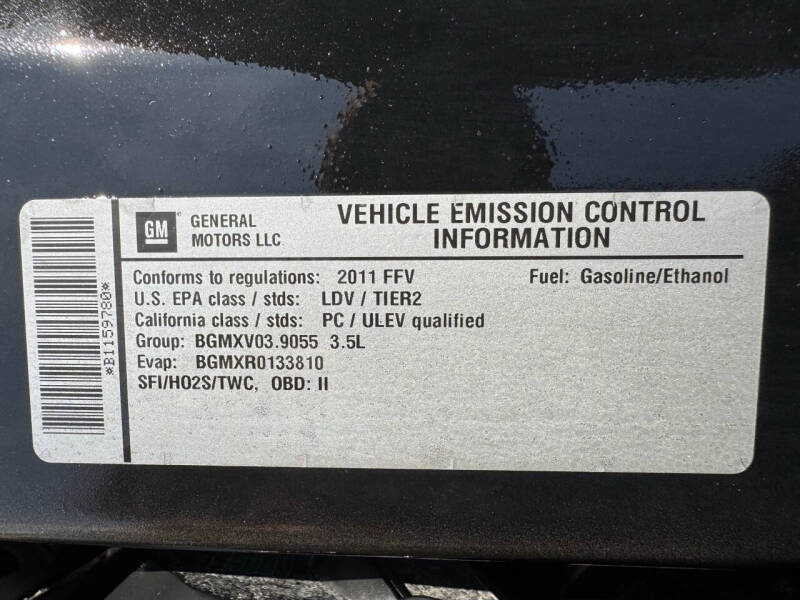 *B1159780*
GM
GENERAL
MOTORS LLC
VEHICLE EMISSION CONTROL
INFORMATION
Conforms to regulations: 2011 FFV Fuel: Gasoline/Ethanol
U.S. EPA class / stds: LDV / TIER2
California class / stds: PC / ULEV qualified
Group: BGMXV03.9055 3.5L
Evap: BGMXR0133810
SFI/HO2S/TWC, OBD: II